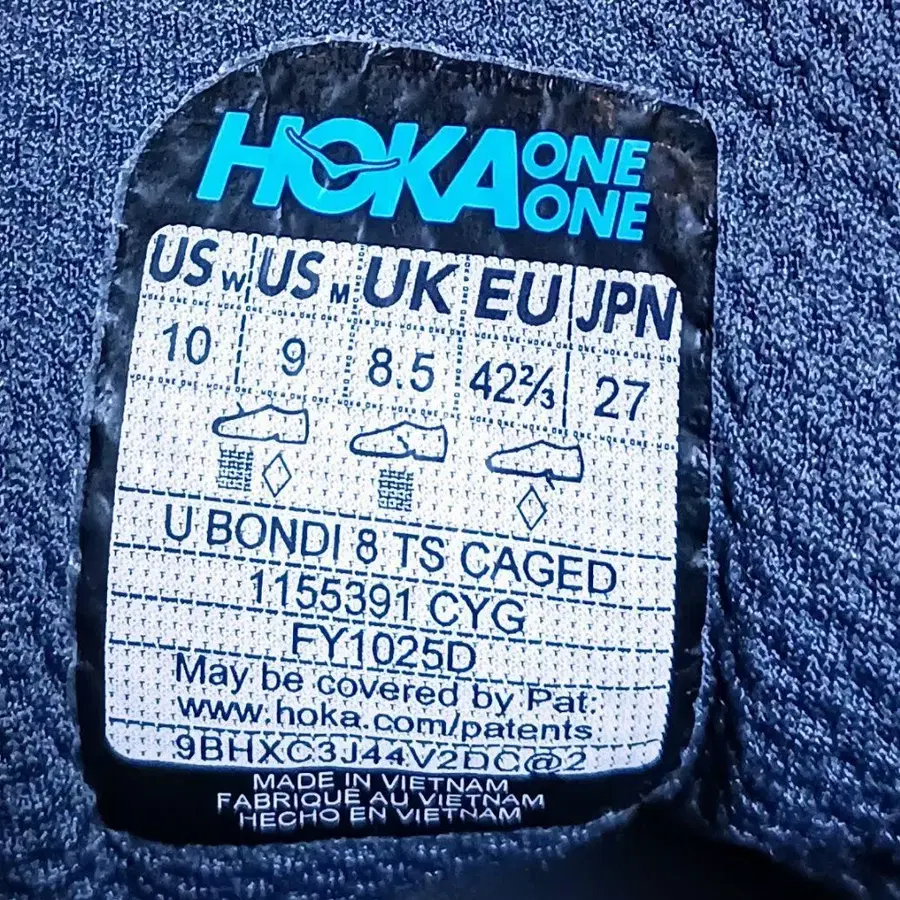 HOKA ONE ONE
US W US M UK EU JPN
10 9 8.5 42⅔ 27
U BONDI 8 TS CAGED
1155391 CYG
FY1025D
May be covered by Pat:
www.hoka.com/patents
9BHXC3J44V2DC@2
MADE IN VIETNAM
FABRIQUÉ AU VIETNAM
HECHO EN VIETNAM